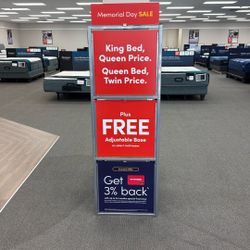 Memorial Day SALE
King Bed,
Queen Price.
Queen Bed,
Twin Price.
Plus
FREE
Adjustable Base
Get
3% back